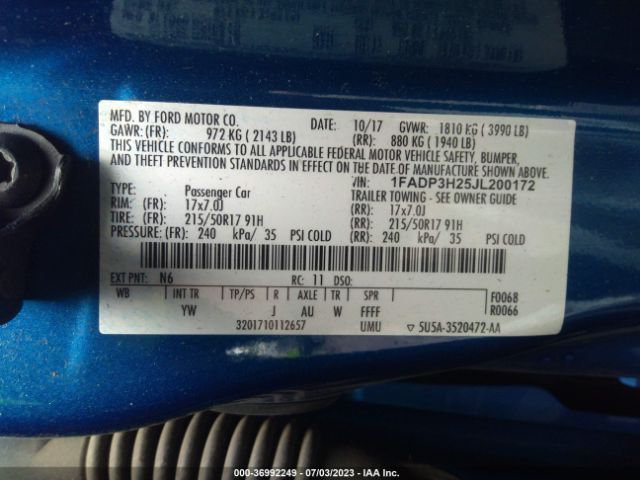 MFD. BY FORD MOTOR CO.
DATE: 10/17 GVWR: 1810 KG ( 3990 LB)
GAWR: (FR): 972 KG ( 2143 LB) (RR): 880 KG ( 1940 LB)
THIS VEHICLE CONFORMS TO ALL APPLICABLE FEDERAL MOTOR VEHICLE SAFETY, BUMPER,
AND THEFT PREVENTION STANDARDS IN EFFECT ON THE DATE OF MANUFACTURE SHOWN ABOVE.
VIN: 1FADP3H25JL200172
TYPE: Passenger Car TRAILER TOWING - SEE OWNER GUIDE
RIM: (FR) 17x7.0J (RR): 17x7.0J
TIRE: (FR) 215/50R17 91H (RR): 215/50R17 91H
PRESSURE: (FR): 240 kPa/ 35 PSI COLD (RR): 240 kPa/ 35 PSI COLD
EXT PNT: N6 RC: 11 DSO:
WB INT TR TP/PS R AXLE TR SPR F0068
YW J AU W FFFF R0066
3201710112657 UMU ▽ 5U5A-3520472-AA
000-36992249 - 07/03/2023 - IAA Inc.